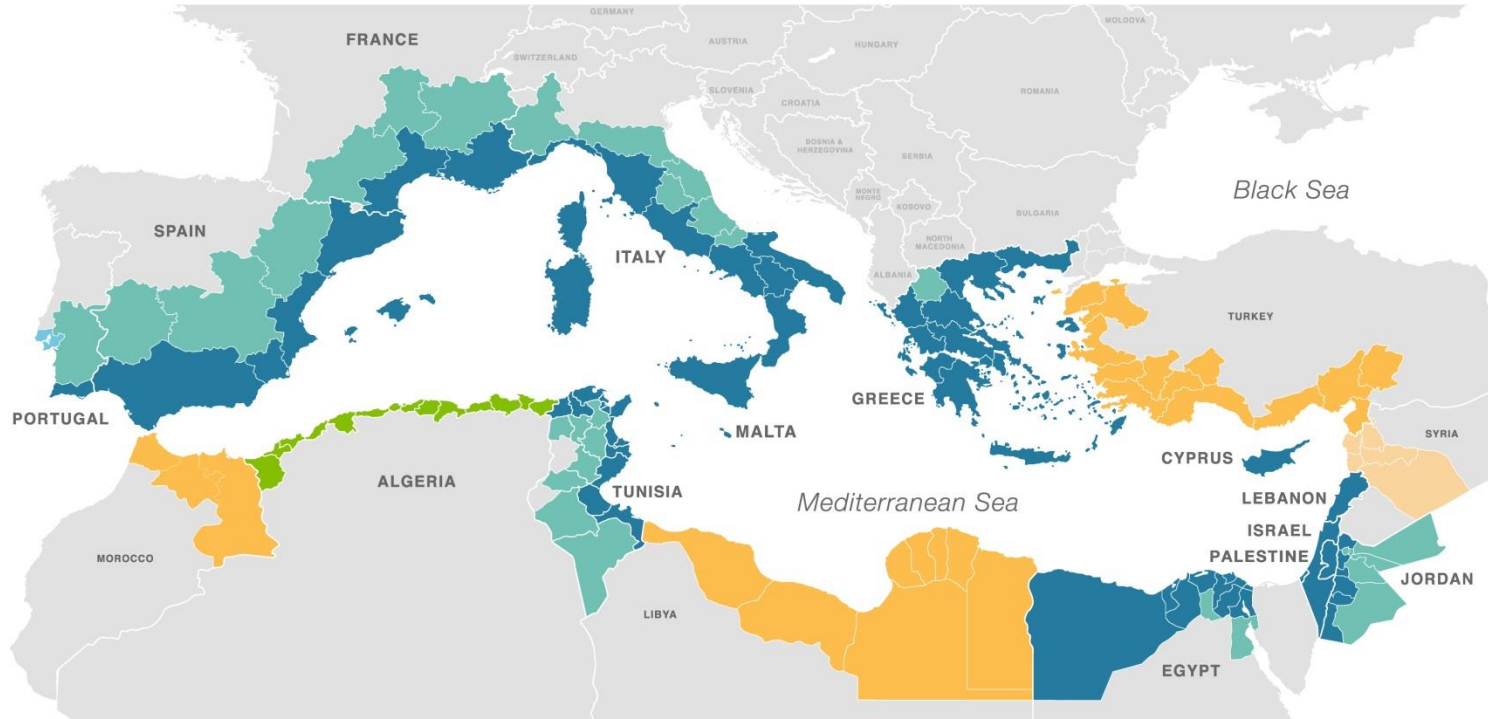 GERMANY
MOLDOVA
FRANCE
AUSTRIA
HUNGARY
SWITZERLAND
SLOVENIA
CROATIA
ROMANIA
BOSNIA &
HERZEGOVINA
SERBIA
Black Sea
MONTE
NEGRO
KOSOVO
BULGARIA
SPAIN
NORTH
MACEDONIA
ITALY
ALBANIA
TURKEY
GREECE
PORTUGAL
MALTA
SYRIA
CYPRUS
ALGERIA
TUNISIA
LEBANON
Mediterranean Sea
ISRAEL
PALESTINE
MOROCCO
JORDAN
LIBYA
EGYPT